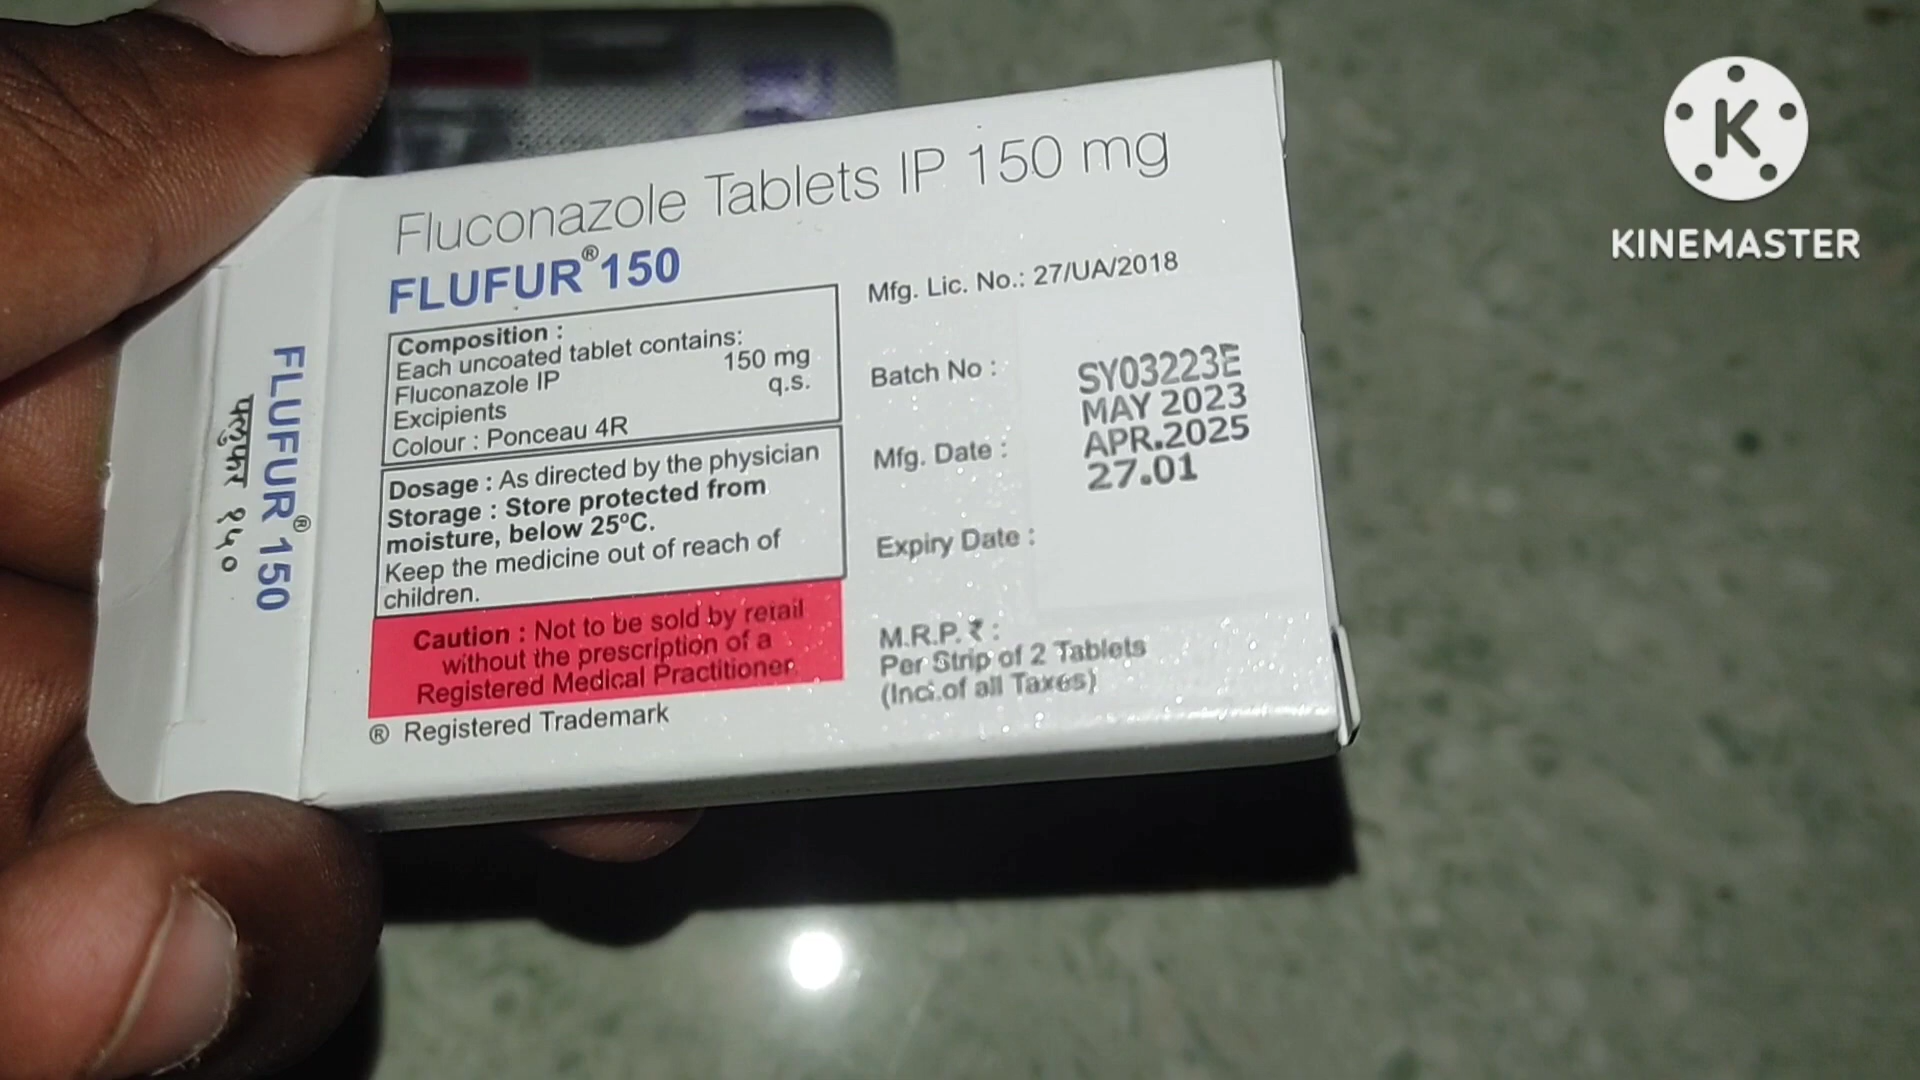 Fluconazole Tablets IP 150 mg
FLUFUR® 150
Composition :
Each uncoated tablet contains:
Fluconazole IP 150 mg
Excipients q.s.
Colour : Ponceau 4R
Dosage : As directed by the physician
Storage : Store protected from
moisture, below 25°C.
Keep the medicine out of reach of
children.
Caution : Not to be sold by retail
without the prescription of a
Registered Medical Practitioner.
® Registered Trademark
Mfg. Lic. No.: 27/UA/2018
Batch No :
Mfg. Date :
Expiry Date :
M.R.P. ₹ :
Per Strip of 2 Tablets
(Incl.of all Taxes)
SY03223E
MAY 2023
APR.2025
27.01
FLUFUR® 150
फ्लुफर १५०
K
KINEMASTER